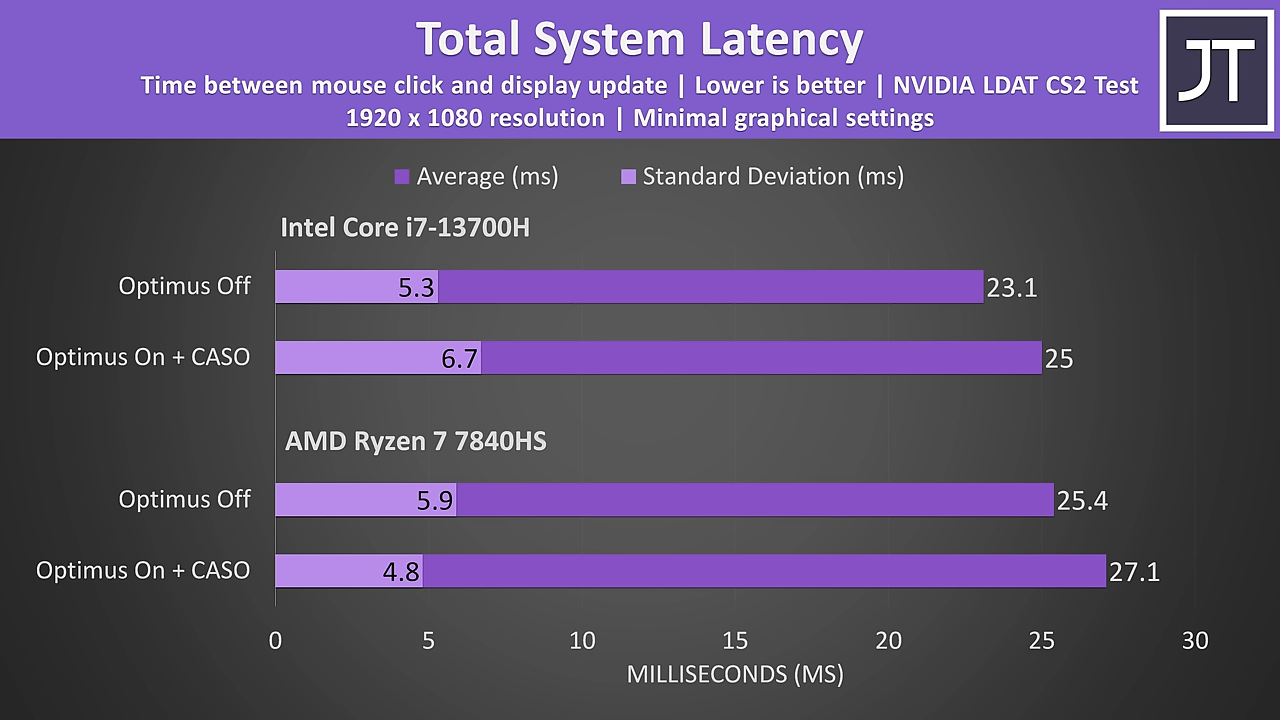 Total System Latency
Time between mouse click and display update | Lower is better | NVIDIA LDAT CS2 Test
1920 x 1080 resolution | Minimal graphical settings
JT
Average (ms)
Standard Deviation (ms)
Intel Core i7-13700H
Optimus Off
5.3
23.1
Optimus On + CASO
6.7
25
AMD Ryzen 7 7840HS
Optimus Off
5.9
25.4
Optimus On + CASO
4.8
27.1
0 5 10 15 20 25 30
MILLISECONDS (MS)